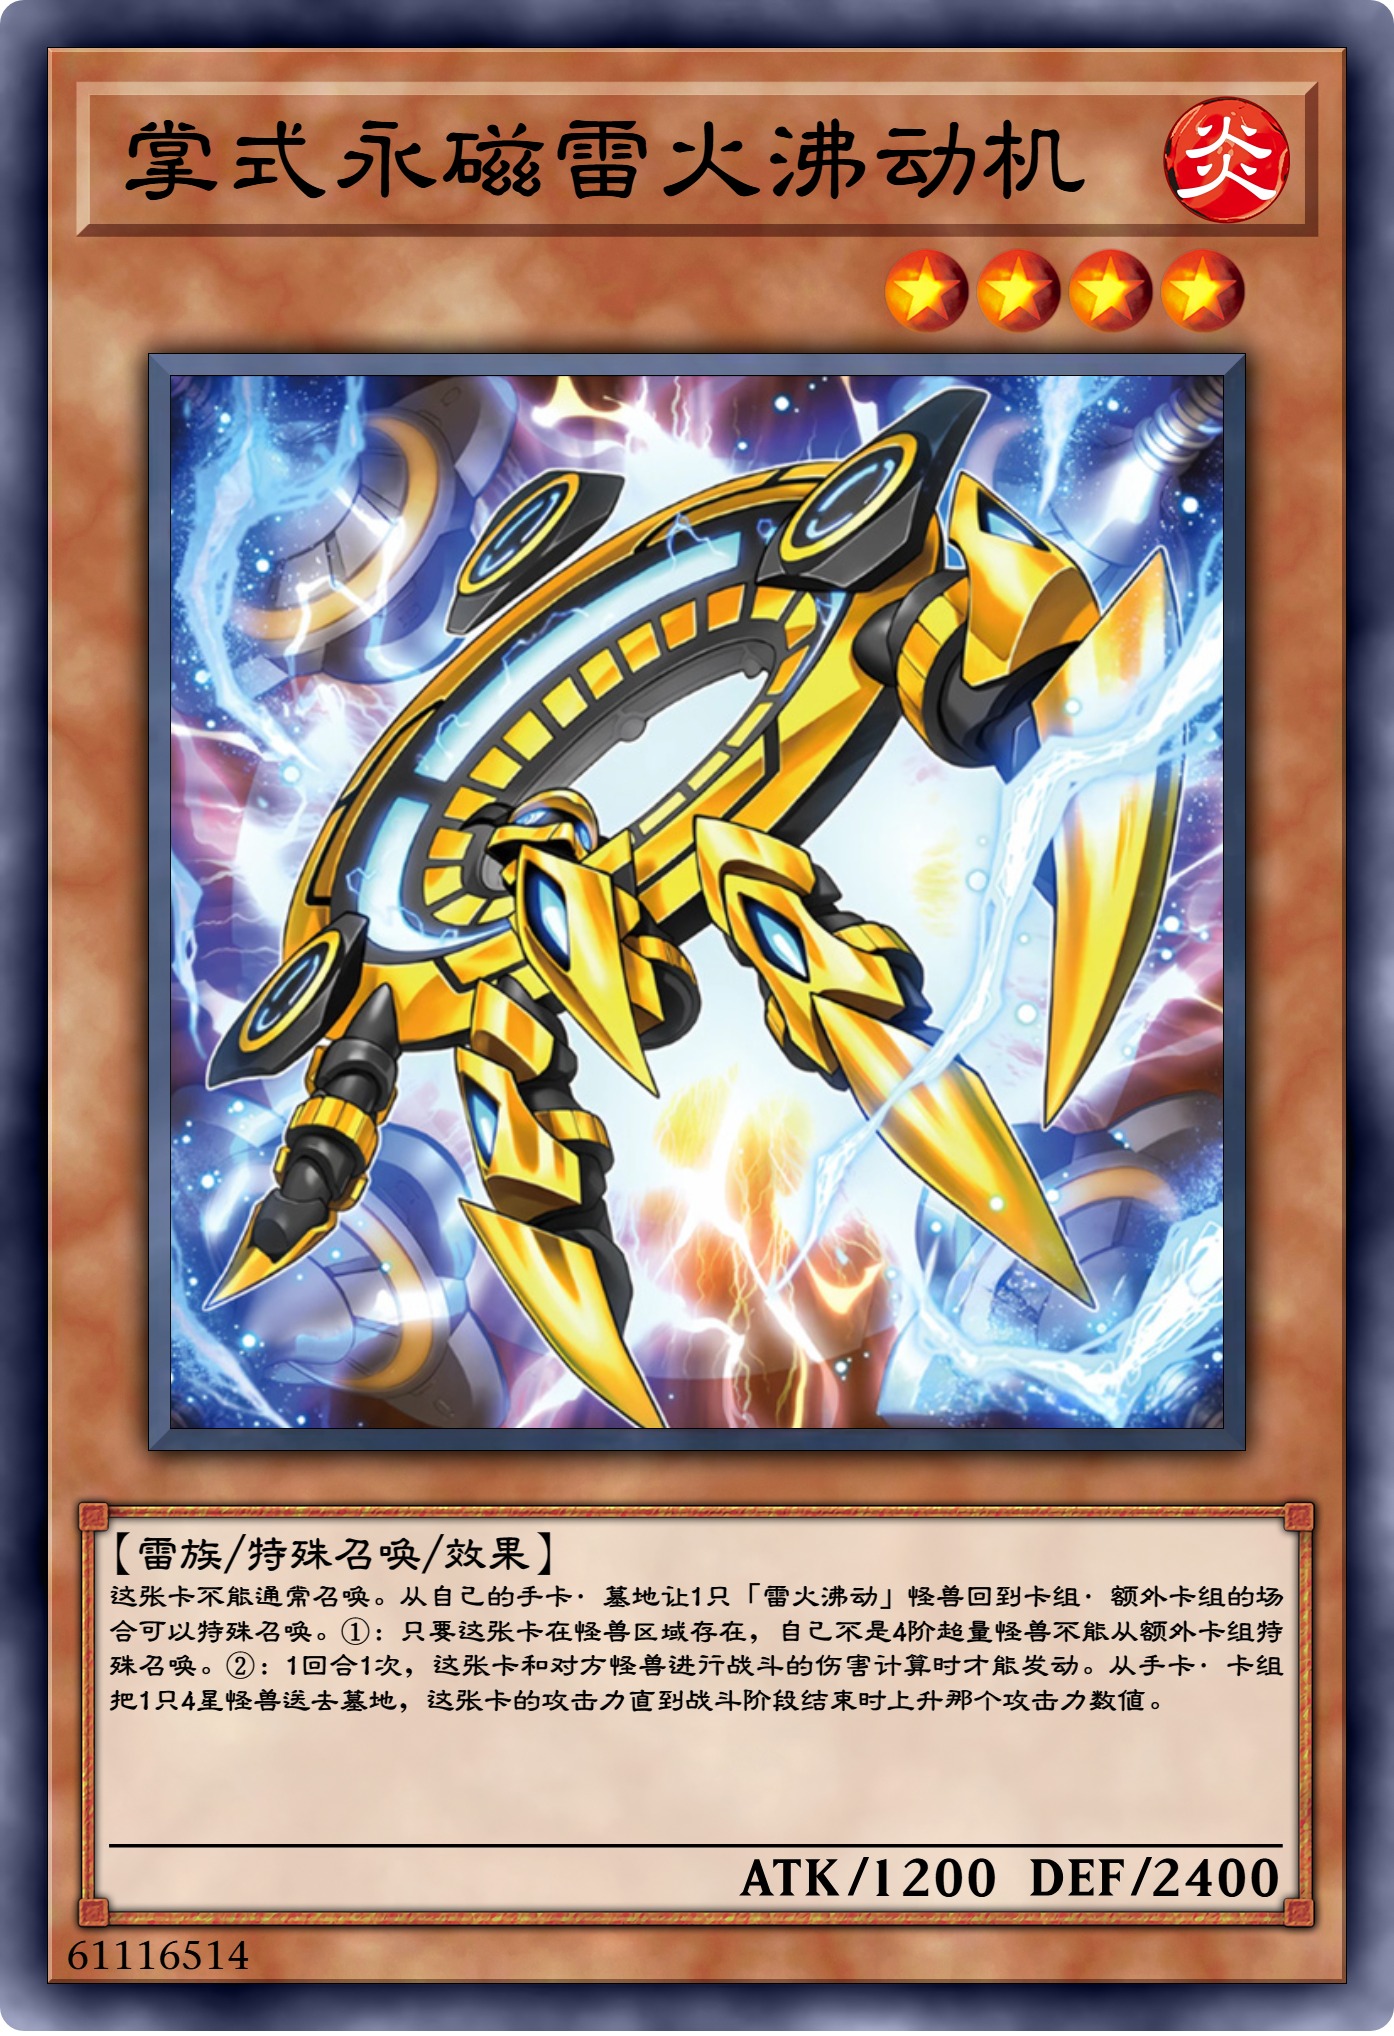 掌式永磁雷火沸动机
炎
【雷族/特殊召唤/效果】
这张卡不能通常召唤。从自己的手卡·墓地让1只「雷火沸动」怪兽回到卡组·额外卡组的场
合可以特殊召唤。①：只要这张卡在怪兽区域存在，自己不是4阶超量怪兽不能从额外卡组特
殊召唤。②：1回合1次，这张卡和对方怪兽进行战斗的伤害计算时才能发动。从手卡·卡组
把1只4星怪兽送去墓地，这张卡的攻击力直到战斗阶段结束时上升那个攻击力数值。
ATK/1200 DEF/2400
61116514